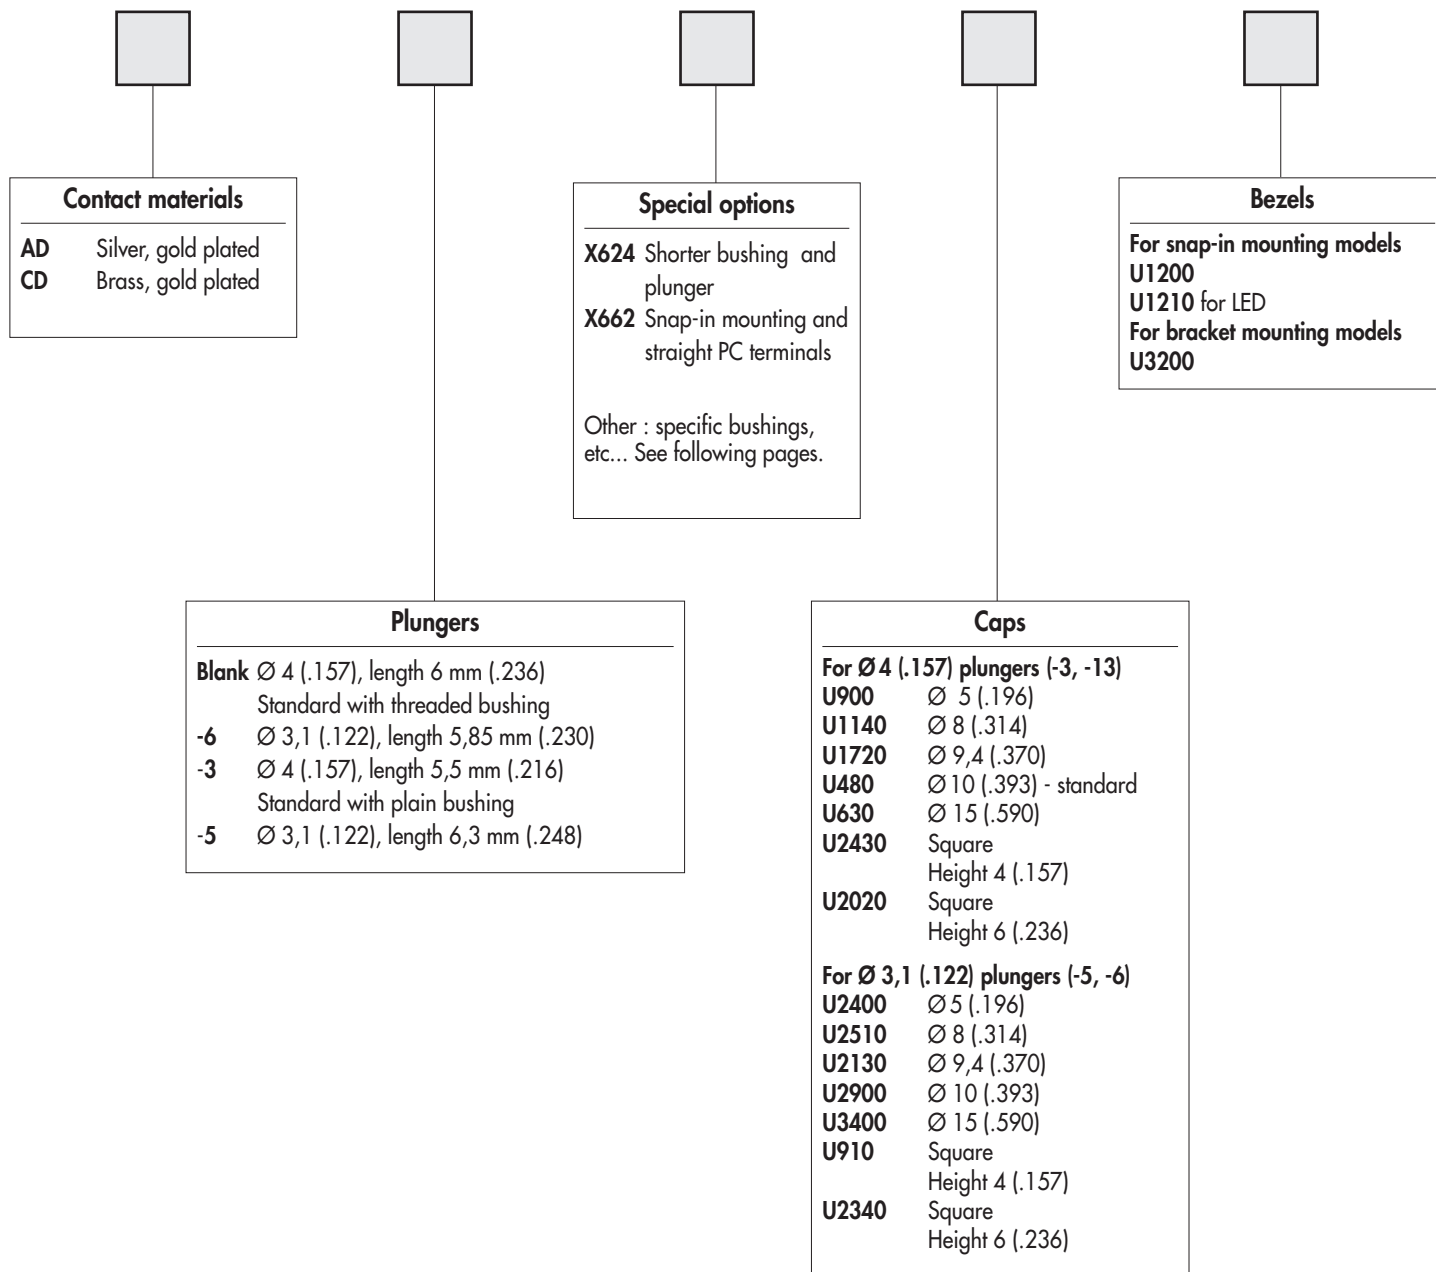 Contact materials
AD Silver, gold plated
CD Brass, gold plated
Special options
X624 Shorter bushing and
plunger
X662 Snap-in mounting and
straight PC terminals
Other : specific bushings,
etc... See following pages.
Bezels
For snap-in mounting models
U1200
U1210 for LED
For bracket mounting models
U3200
Plungers
Blank Ø 4 (.157), length 6 mm (.236)
Standard with threaded bushing
-6 Ø 3,1 (.122), length 5,85 mm (.230)
-3 Ø 4 (.157), length 5,5 mm (.216)
Standard with plain bushing
-5 Ø 3,1 (.122), length 6,3 mm (.248)
Caps
For Ø 4 (.157) plungers (-3, -13)
U900 Ø 5 (.196)
U1140 Ø 8 (.314)
U1720 Ø 9,4 (.370)
U480 Ø 10 (.393) - standard
U630 Ø 15 (.590)
U2430 Square
Height 4 (.157)
U2020 Square
Height 6 (.236)
For Ø 3,1 (.122) plungers (-5, -6)
U2400 Ø 5 (.196)
U2510 Ø 8 (.314)
U2130 Ø 9,4 (.370)
U2900 Ø 10 (.393)
U3400 Ø 15 (.590)
U910 Square
Height 4 (.157)
U2340 Square
Height 6 (.236)